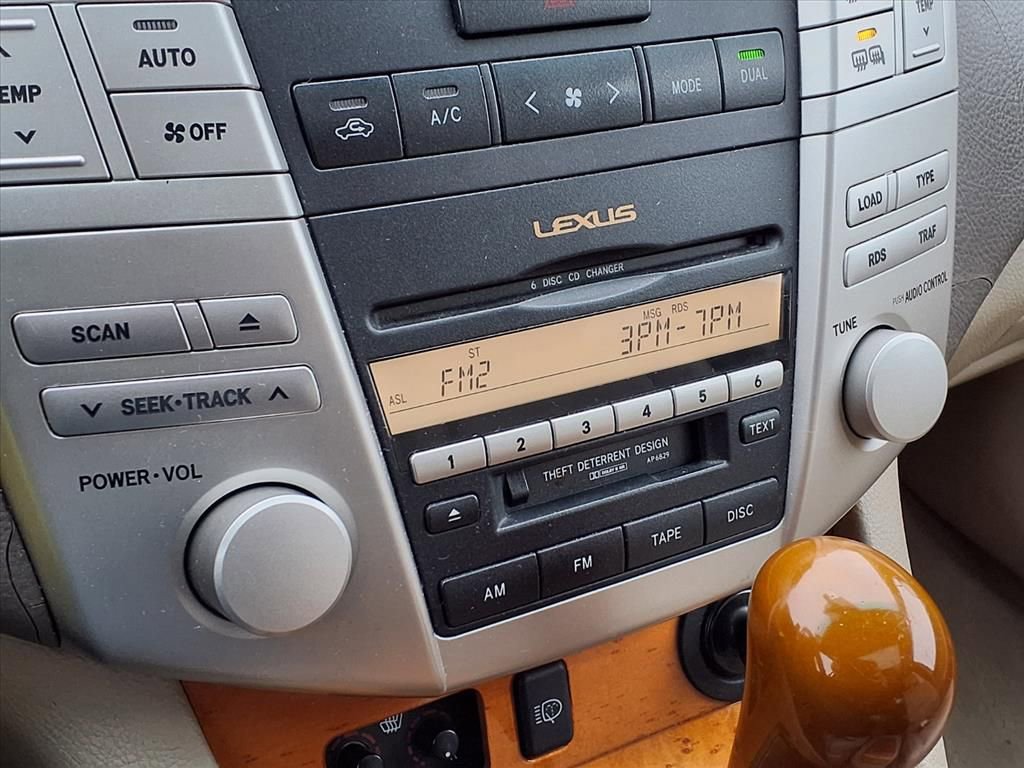 AUTO
TEMP
OFF
A/C
MODE
DUAL
TEMP
LOAD
TYPE
RDS
TRAF
PUSH AUDIO CONTROL
TUNE
LEXUS
6 DISC CD CHANGER
SCAN
SEEK·TRACK
POWER·VOL
MSG RDS
ST
ASL
FM2
3PM-7PM
1 2 3 4 5 6
TEXT
THEFT DETERRENT DESIGN
AP6829
AM
FM
TAPE
DISC